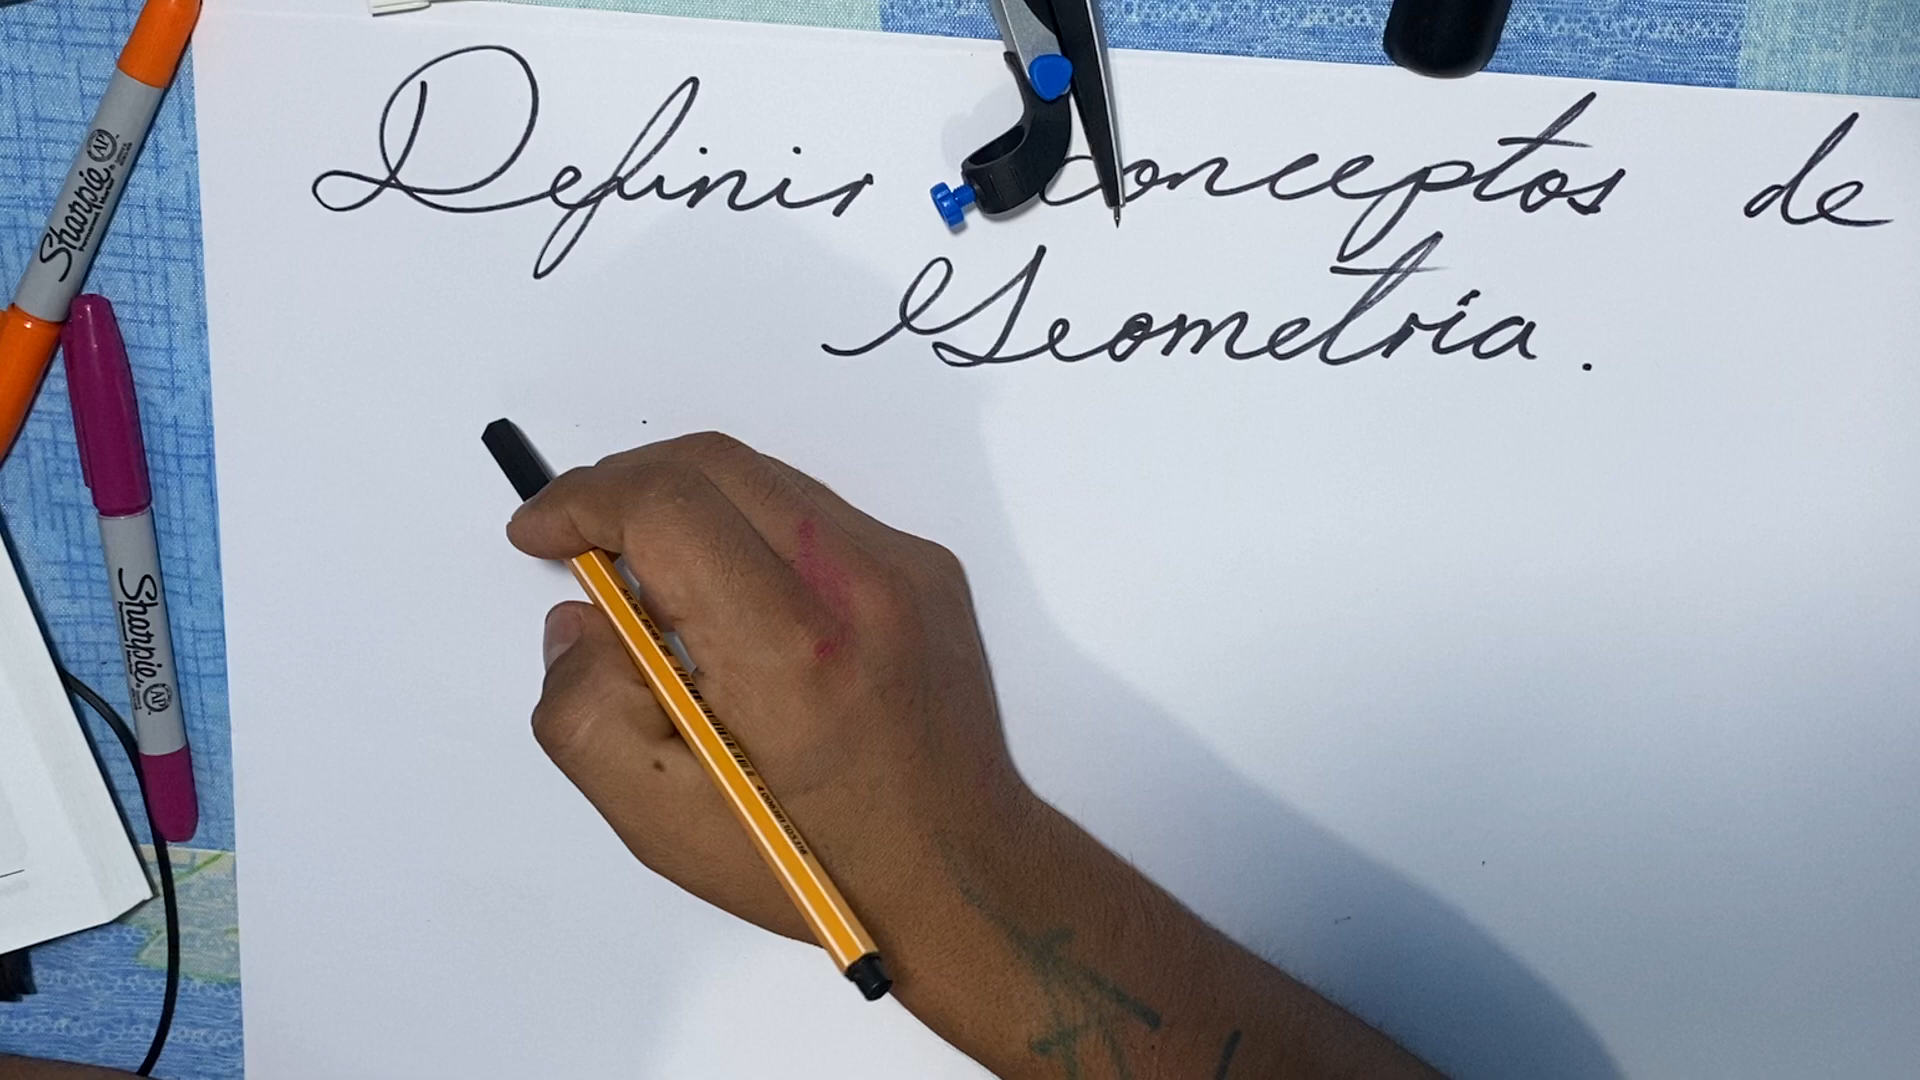 Definir conceptos de
Geometría.
Sharpie
Sharpie